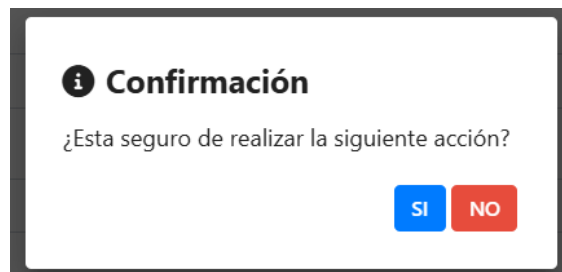 Confirmación
¿Esta seguro de realizar la siguiente acción?
SI NO